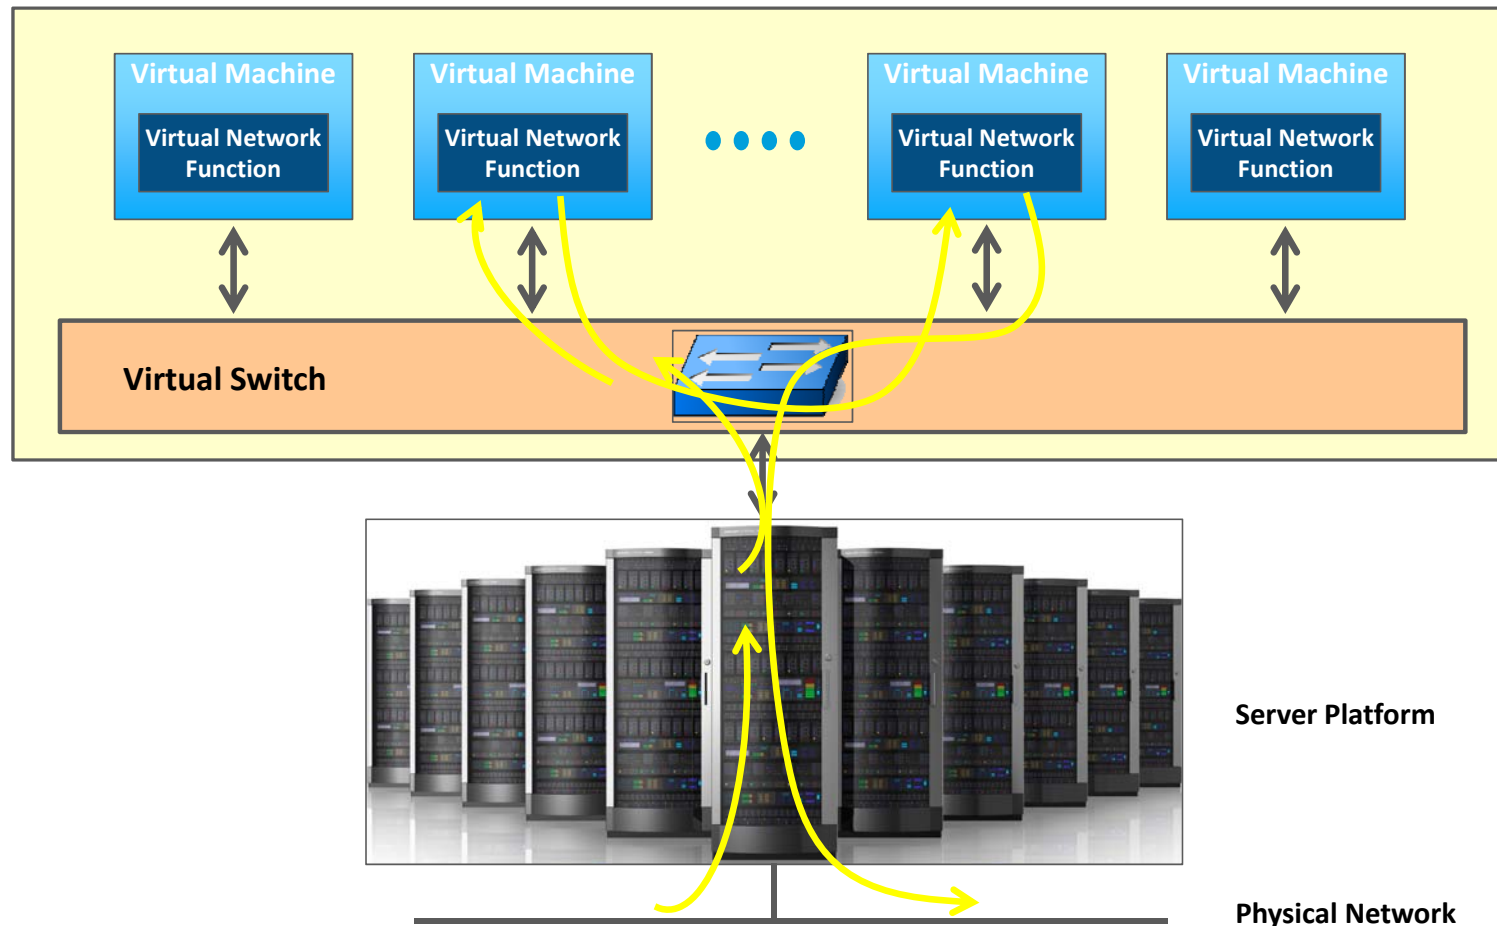 Virtual Machine
Virtual Network
Function
Virtual Machine
Virtual Network
Function
Virtual Machine
Virtual Network
Function
Virtual Machine
Virtual Network
Function
Virtual Switch
Server Platform
Physical Network